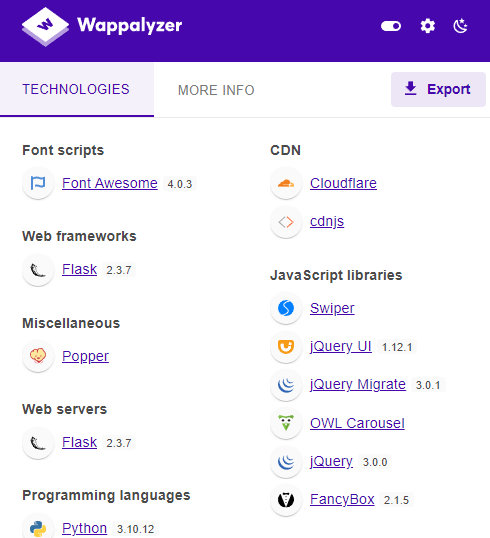 Wappalyzer
TECHNOLOGIES
MORE INFO
Export
Font scripts
Font Awesome 4.0.3
Web frameworks
Flask 2.3.7
Miscellaneous
Popper
Web servers
Flask 2.3.7
Programming languages
Python 3.10.12
CDN
Cloudflare
cdnjs
JavaScript libraries
Swiper
jQuery UI 1.12.1
jQuery Migrate 3.0.1
OWL Carousel
jQuery 3.0.0
FancyBox 2.1.5